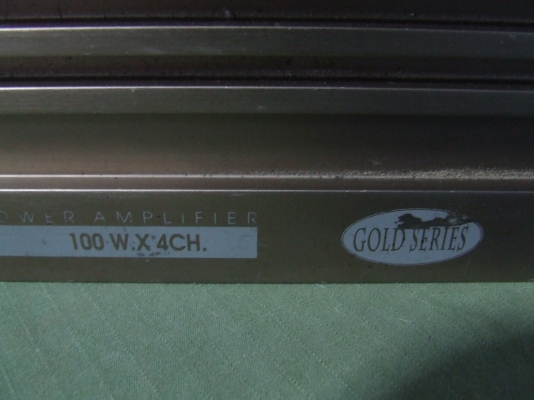 OWER AMPLIFIER
100 W.X 4CH.
GOLD SERIES